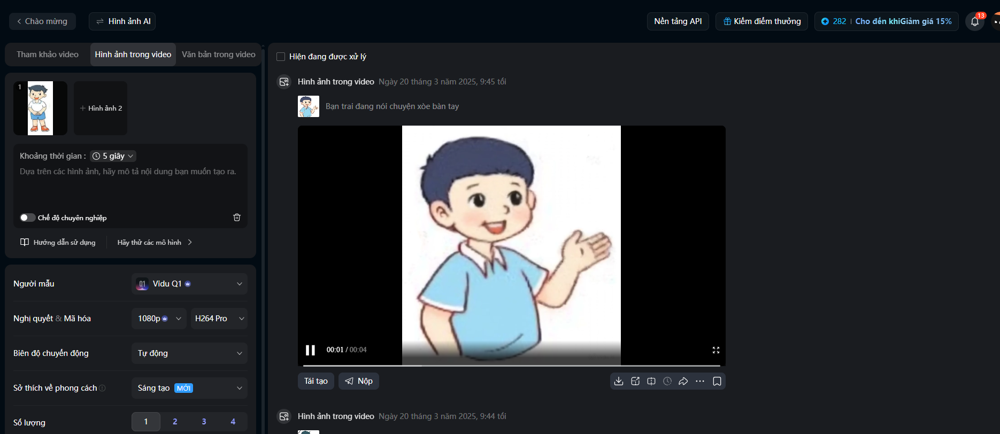 Chào mừng
Hình ảnh AI
Nền tảng API
Kiếm điểm thưởng
282 | Cho đến khiGiảm giá 15%
13
Tham khảo video
Hình ảnh trong video
Văn bản trong video
1
+ Hình ảnh 2
Khoảng thời gian : 5 giây
Dựa trên các hình ảnh, hãy mô tả nội dung bạn muốn tạo ra.
Chế độ chuyên nghiệp
Hướng dẫn sử dụng
Hãy thử các mô hình
Người mẫu
Q1 Vidu Q1
Nghị quyết & Mã hóa
1080p
H264 Pro
Biên độ chuyển động
Tự động
Sở thích về phong cách
Sáng tạo MỚI
Số lượng
1 2 3 4
Hiện đang được xử lý
Hình ảnh trong video Ngày 20 tháng 3 năm 2025, 9:45 tối
Bạn trai đang nói chuyện xòe bàn tay
00:01 / 00:04
Tái tạo
Nộp
Hình ảnh trong video Ngày 20 tháng 3 năm 2025, 9:44 tối